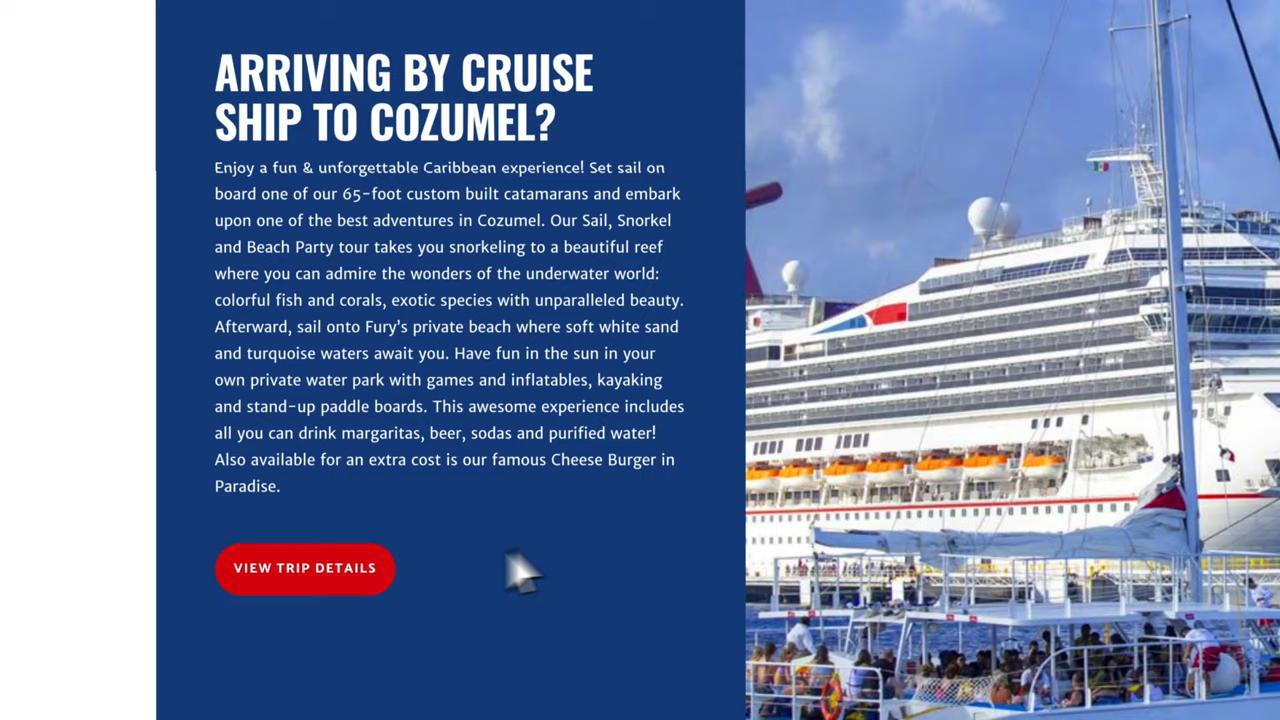 ARRIVING BY CRUISE
SHIP TO COZUMEL?
Enjoy a fun & unforgettable Caribbean experience! Set sail on
board one of our 65-foot custom built catamarans and embark
upon one of the best adventures in Cozumel. Our Sail, Snorkel
and Beach Party tour takes you snorkeling to a beautiful reef
where you can admire the wonders of the underwater world:
colorful fish and corals, exotic species with unparalleled beauty.
Afterward, sail onto Fury's private beach where soft white sand
and turquoise waters await you. Have fun in the sun in your
own private water park with games and inflatables, kayaking
and stand-up paddle boards. This awesome experience includes
all you can drink margaritas, beer, sodas and purified water!
Also available for an extra cost is our famous Cheese Burger in
Paradise.
VIEW TRIP DETAILS